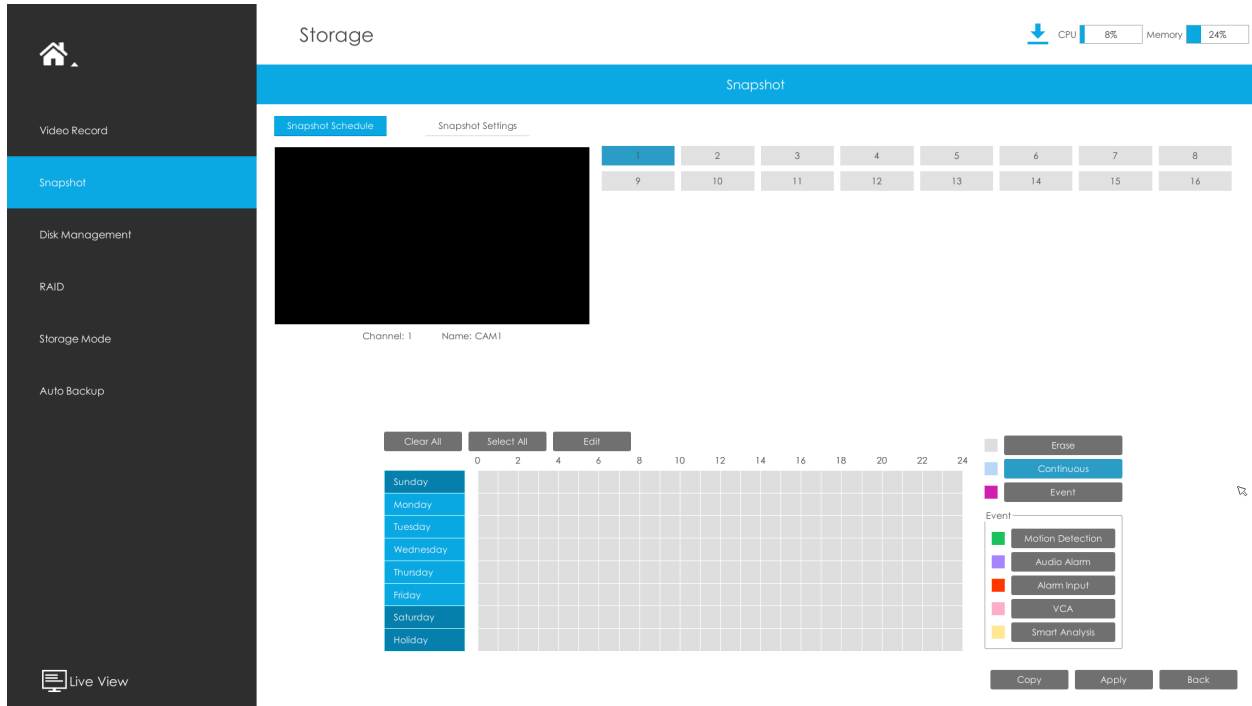 Storage
CPU 8% Memory 24%
Snapshot
Video Record
Snapshot
Disk Management
RAID
Storage Mode
Auto Backup
Live View
Snapshot Schedule Snapshot Settings
1 2 3 4 5 6 7 8
9 10 11 12 13 14 15 16
Channel: 1 Name: CAM1
Clear All Select All Edit
0 2 4 6 8 10 12 14 16 18 20 22 24
Sunday
Monday
Tuesday
Wednesday
Thursday
Friday
Saturday
Holiday
Erase
Continuous
Event
Event
Motion Detection
Audio Alarm
Alarm Input
VCA
Smart Analysis
Copy Apply Back